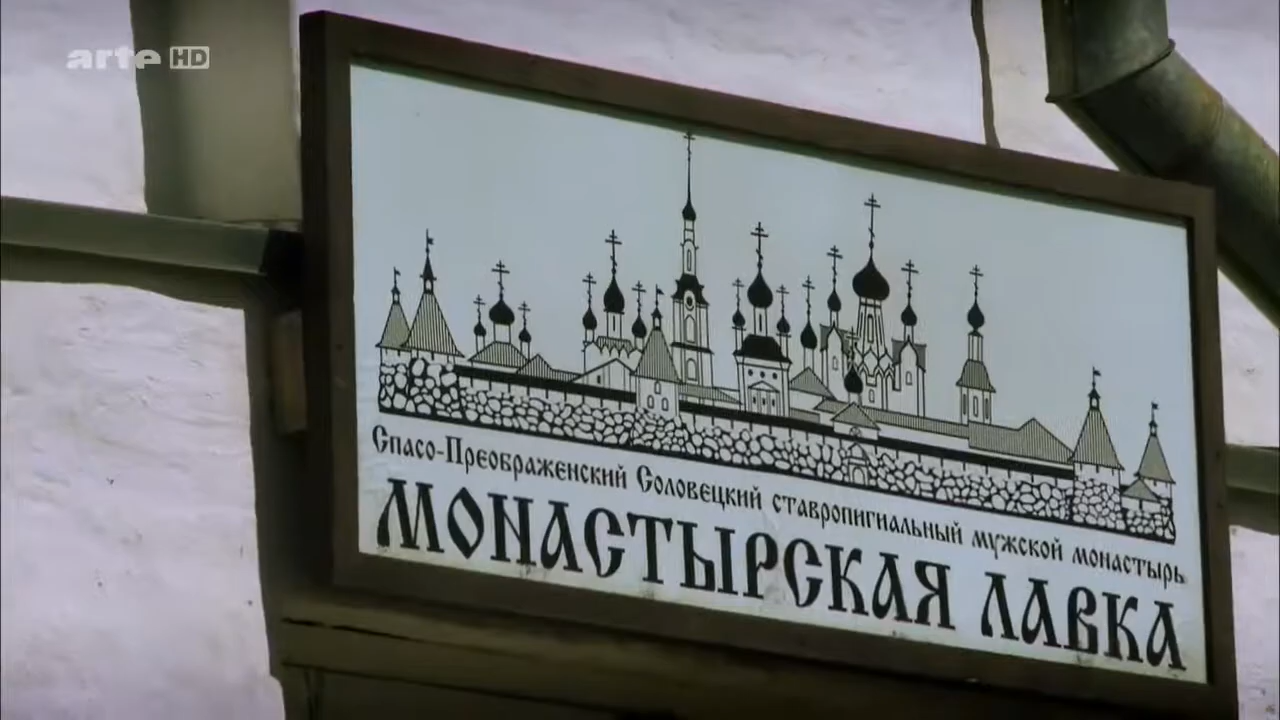 arte HD
Спасо-Преображенский Соловецкий ставропигиальный мужской монастырь
МОНАСТЫРСКАЯ ЛАВКА